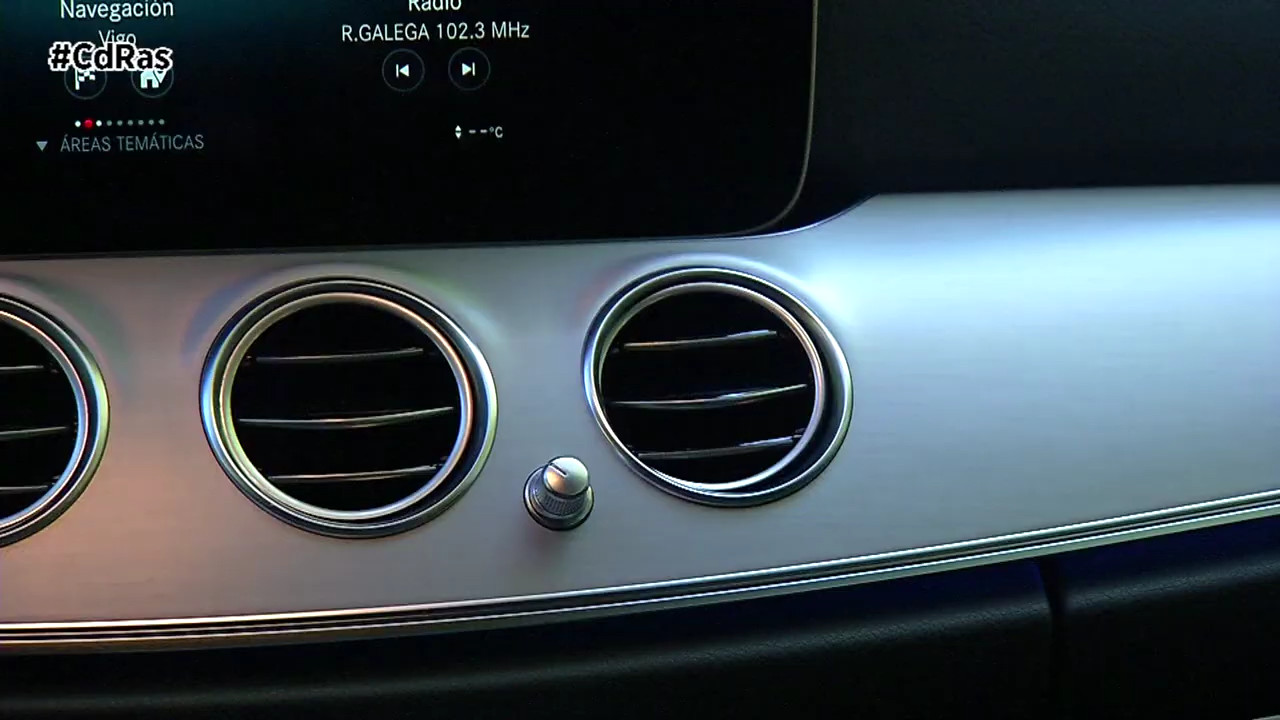 Navegación
Vigo
#CdRas
Radio
R.GALEGA 102.3 MHz
--°C
ÁREAS TEMÁTICAS